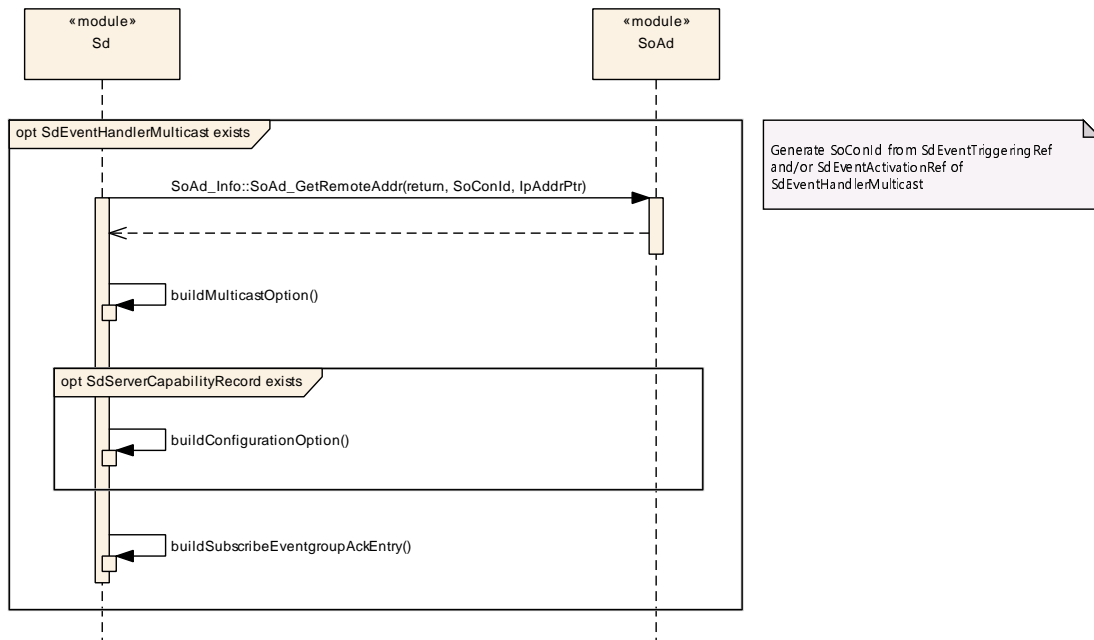 «module»
Sd
«module»
SoAd
opt SdEventHandlerMulticast exists
Generate SoConId from SdEventTriggeringRef
and/or SdEventActivationRef of
SdEventHandlerMulticast
SoAd_Info::SoAd_GetRemoteAddr(return, SoConId, IpAddrPtr)
buildMulticastOption()
opt SdServerCapabilityRecord exists
buildConfigurationOption()
buildSubscribeEventgroupAckEntry()